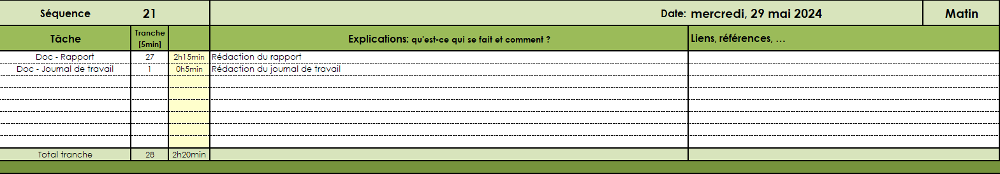 Séquence 21 Date: mercredi, 29 mai 2024 Matin
Tâche Tranche [5min] Explications: qu'est-ce qui se fait et comment ? Liens, références, …
Doc - Rapport 27 2h15min Rédaction du rapport
Doc - Journal de travail 1 0h5min Rédaction du journal de travail
Total tranche 28 2h20min